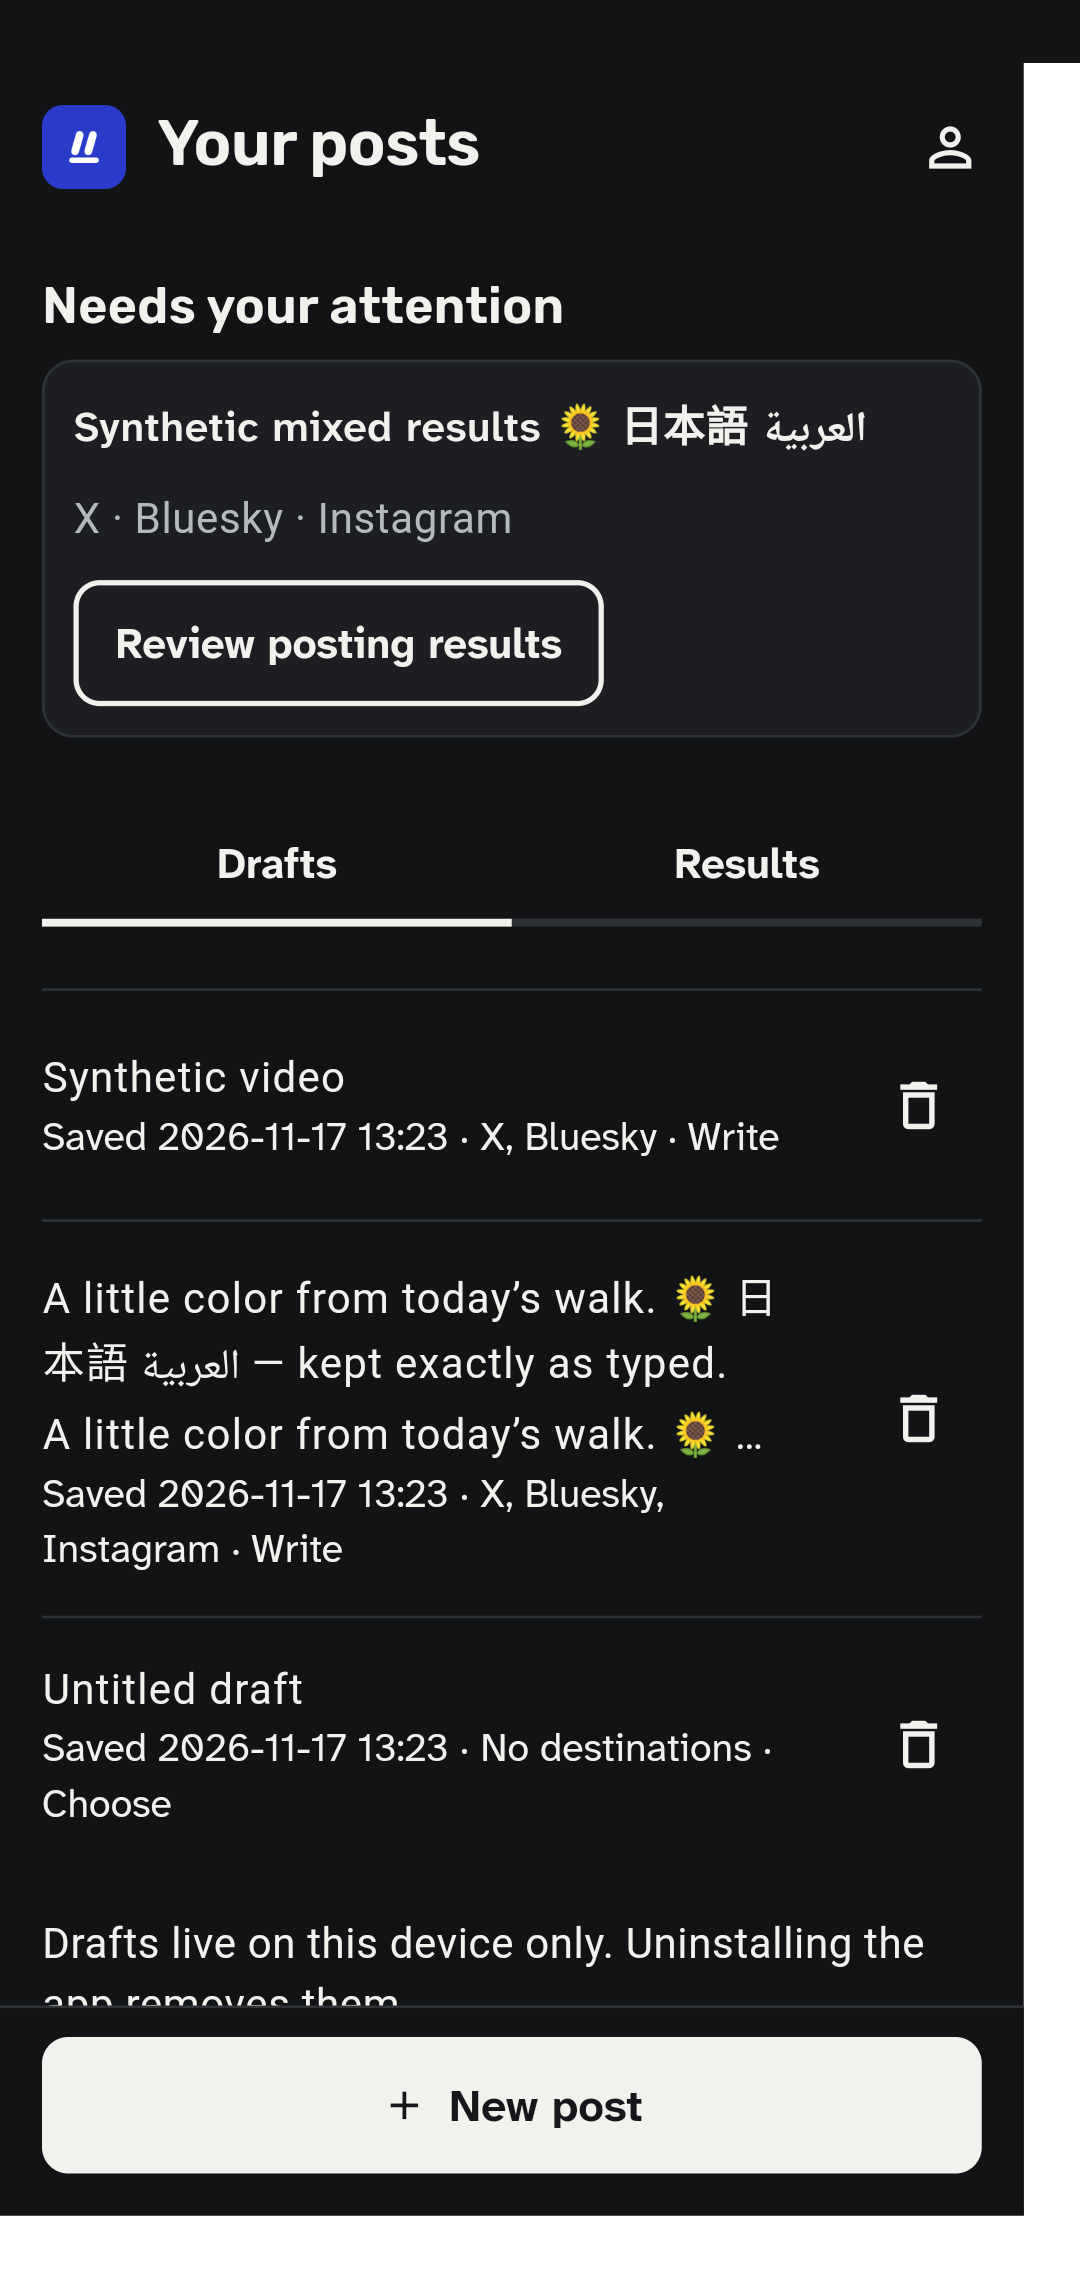 Your posts
Needs your attention
Synthetic mixed results 🌻 日本語 العربية
X · Bluesky · Instagram
Review posting results
Drafts
Results
Synthetic video
Saved 2026-11-17 13:23 · X, Bluesky · Write
A little color from today’s walk. 🌻 日
本語 العربية — kept exactly as typed.
A little color from today’s walk. 🌻 …
Saved 2026-11-17 13:23 · X, Bluesky,
Instagram · Write
Untitled draft
Saved 2026-11-17 13:23 · No destinations ·
Choose
Drafts live on this device only. Uninstalling the
app removes them
+ New post